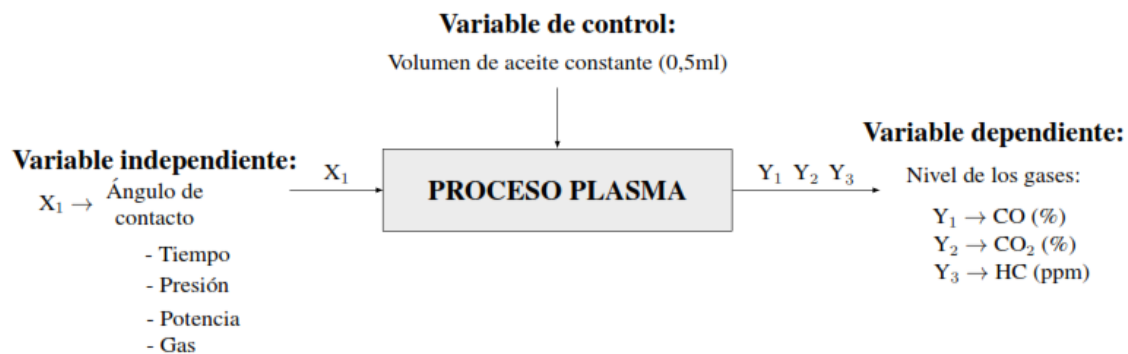 Variable de control:
Volumen de aceite constante (0,5ml)
Variable independiente:
X₁ → Ángulo de
contacto
- Tiempo
- Presión
- Potencia
- Gas
X₁
PROCESO PLASMA
Y₁ Y₂ Y₃
Variable dependiente:
Nivel de los gases:
Y₁ → CO (%)
Y₂ → CO₂ (%)
Y₃ → HC (ppm)